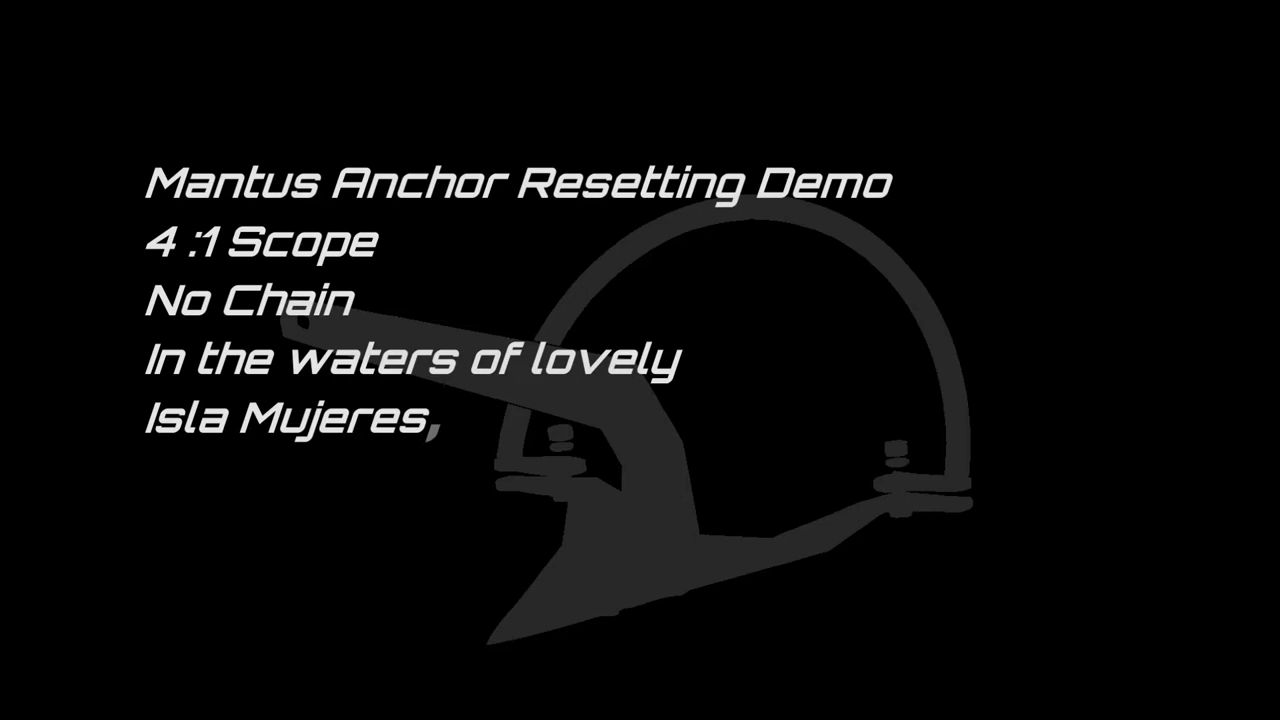 Mantus Anchor Resetting Demo
4 :1 Scope
No Chain
In the waters of lovely
Isla Mujeres,